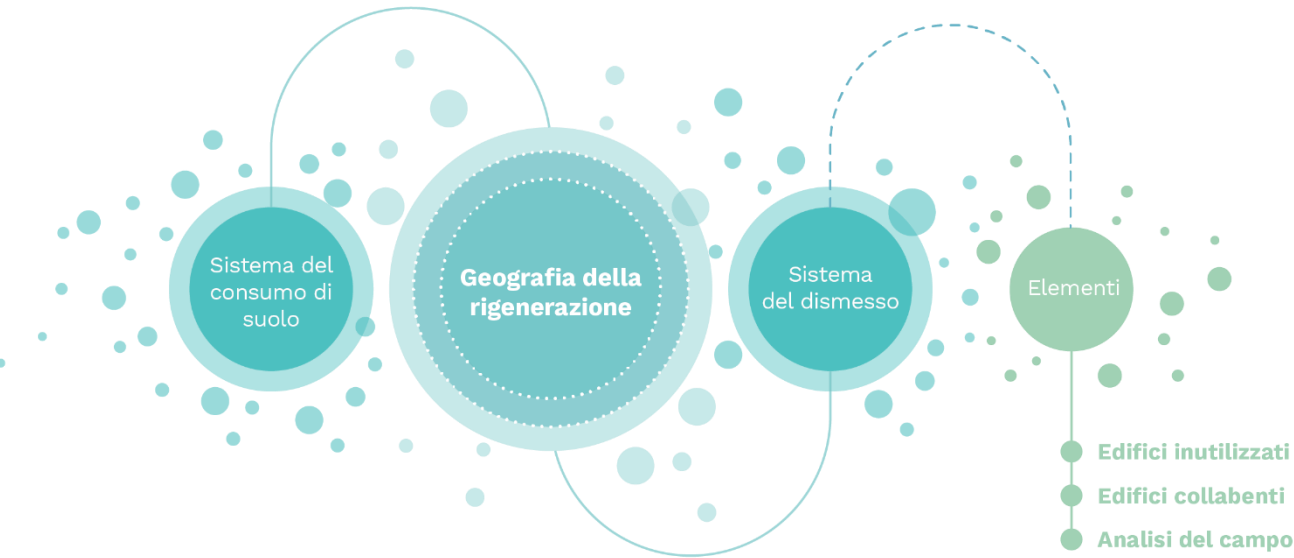 Sistema del
consumo di
suolo
Geografia della
rigenerazione
Sistema
del dismesso
Elementi
Edifici inutilizzati
Edifici collabenti
Analisi del campo